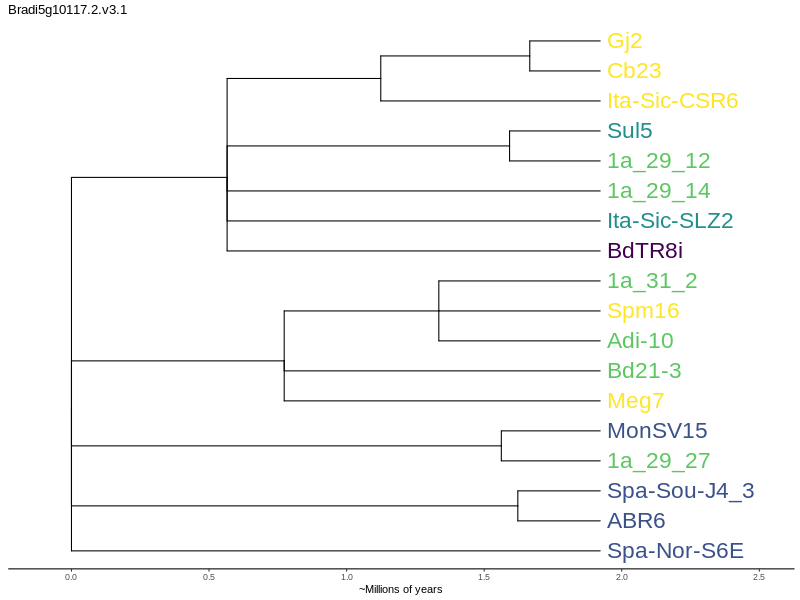 Bradi5g10117.2.v3.1
Gj2
Cb23
Ita-Sic-CSR6
Sul5
1a_29_12
1a_29_14
Ita-Sic-SLZ2
BdTR8i
1a_31_2
Spm16
Adi-10
Bd21-3
Meg7
MonSV15
1a_29_27
Spa-Sou-J4_3
ABR6
Spa-Nor-S6E
0.0 0.5 1.0 1.5 2.0 2.5
~Millions of years